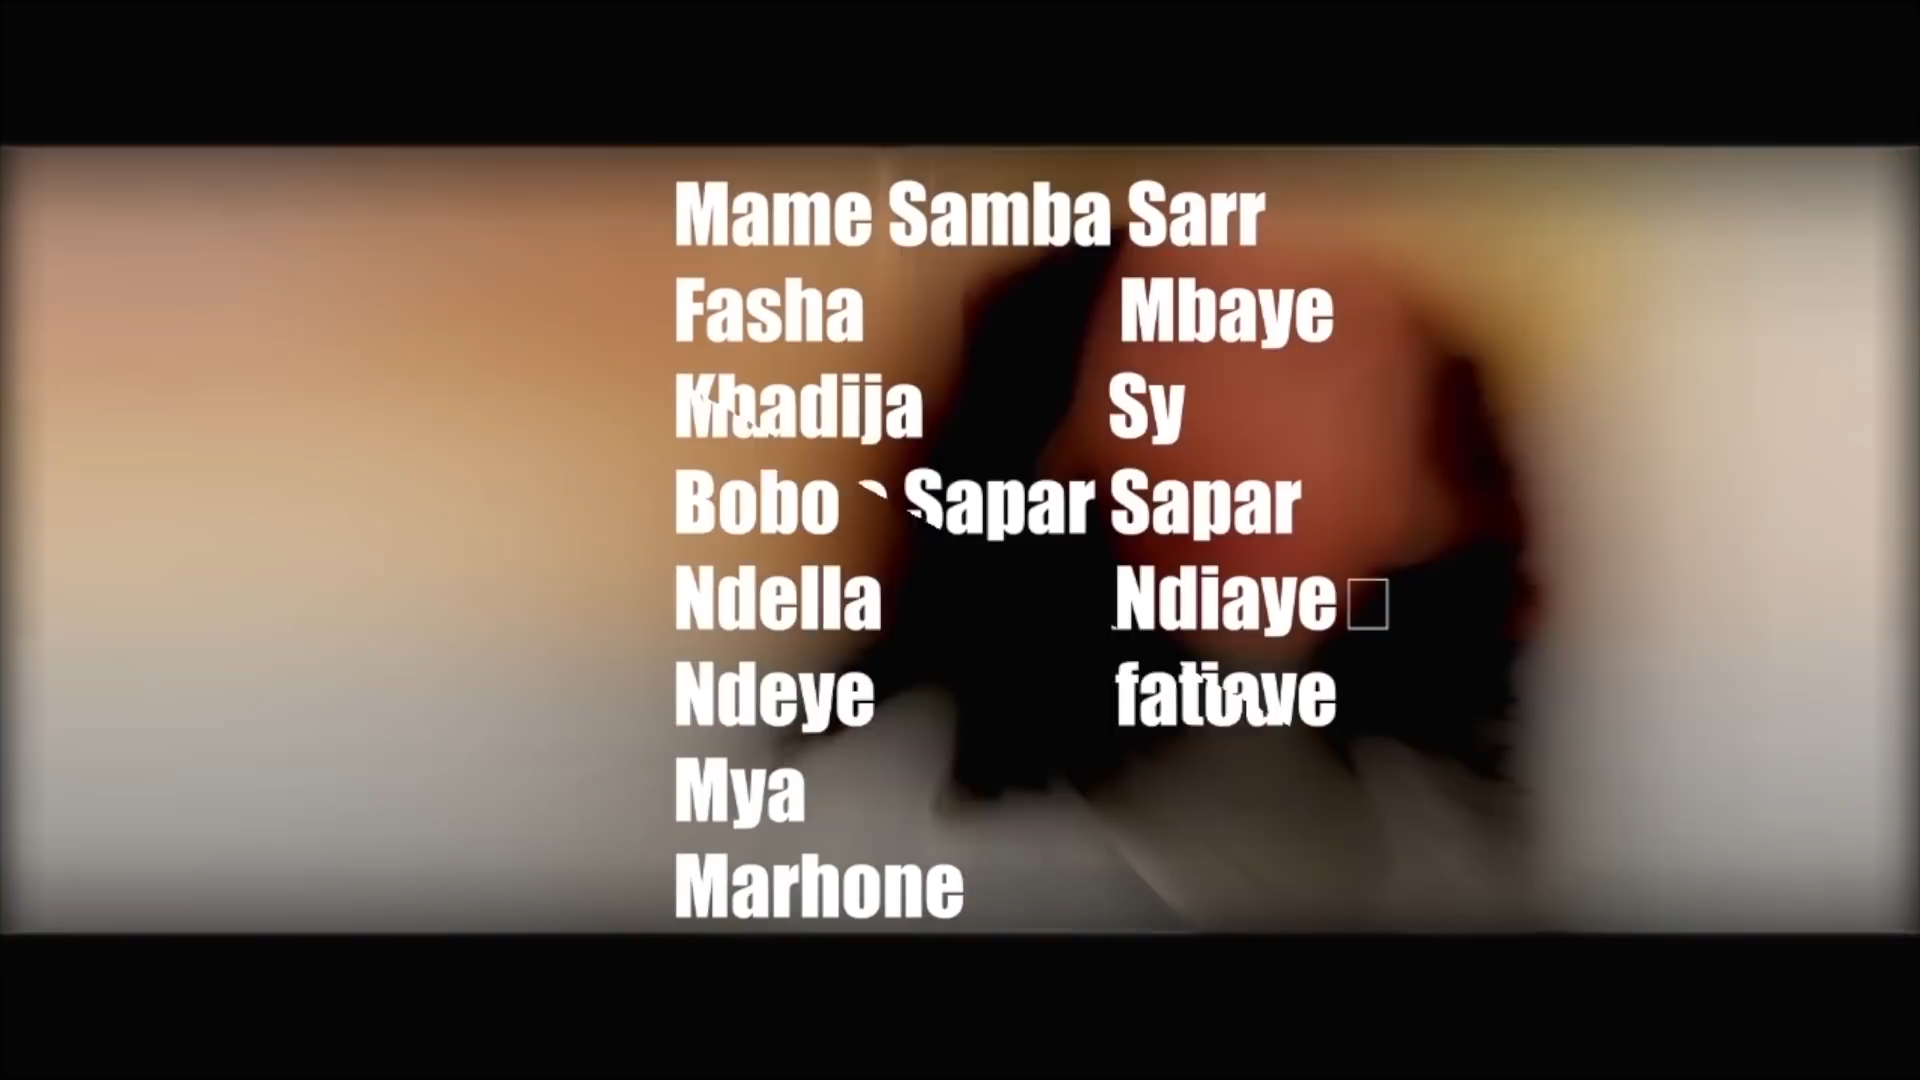 Mame Samba Sarr
Fasha Mbaye
Khadija Sy
Bobo Sapar Sapar
Ndella Ndiaye
Ndeye
Mya
Marhone